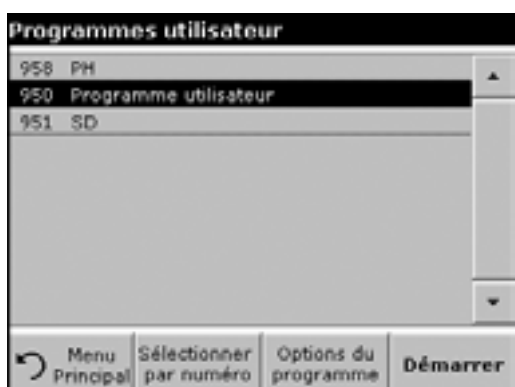 Programmes utilisateur
958 PH
950 Programme utilisateur
951 SD
Menu Principal
Sélectionner par numéro
Options du programme
Démarrer